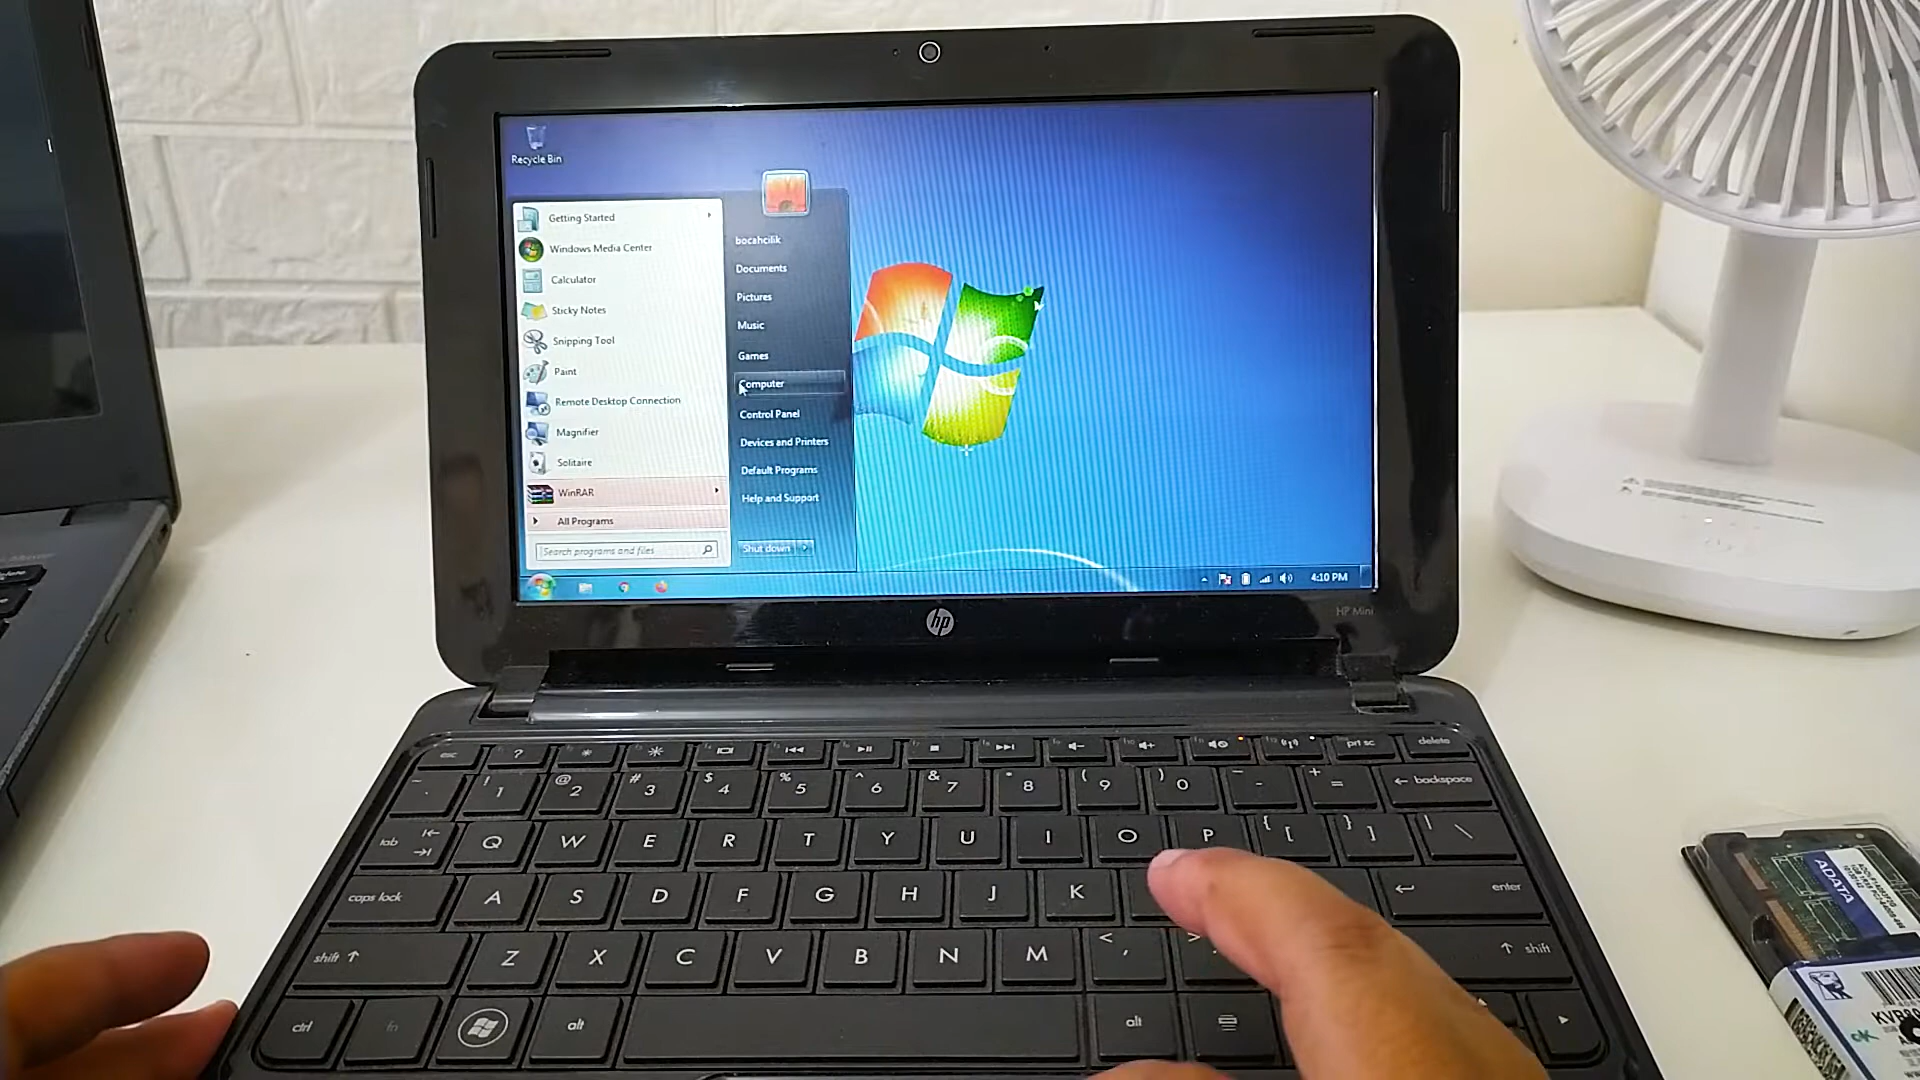 Recycle Bin
Getting Started
Windows Media Center
Calculator
Sticky Notes
Snipping Tool
Paint
Remote Desktop Connection
Magnifier
Solitaire
WinRAR
All Programs
Search programs and files
bocahcilik
Documents
Pictures
Music
Games
Computer
Control Panel
Devices and Printers
Default Programs
Help and Support
Shut down
4:10 PM
hp
HP Mini
esc ? prt sc delete
! 1 @ 2 # 3 $ 4 % 5 ^ 6 & 7 * 8 ( 9 ) 0 - + = backspace
tab Q W E R T Y U I O P { [ } ] | \
caps lock A S D F G H J K enter
shift Z X C V B N M < , > . shift
ctrl fn alt alt
ADATA
OK